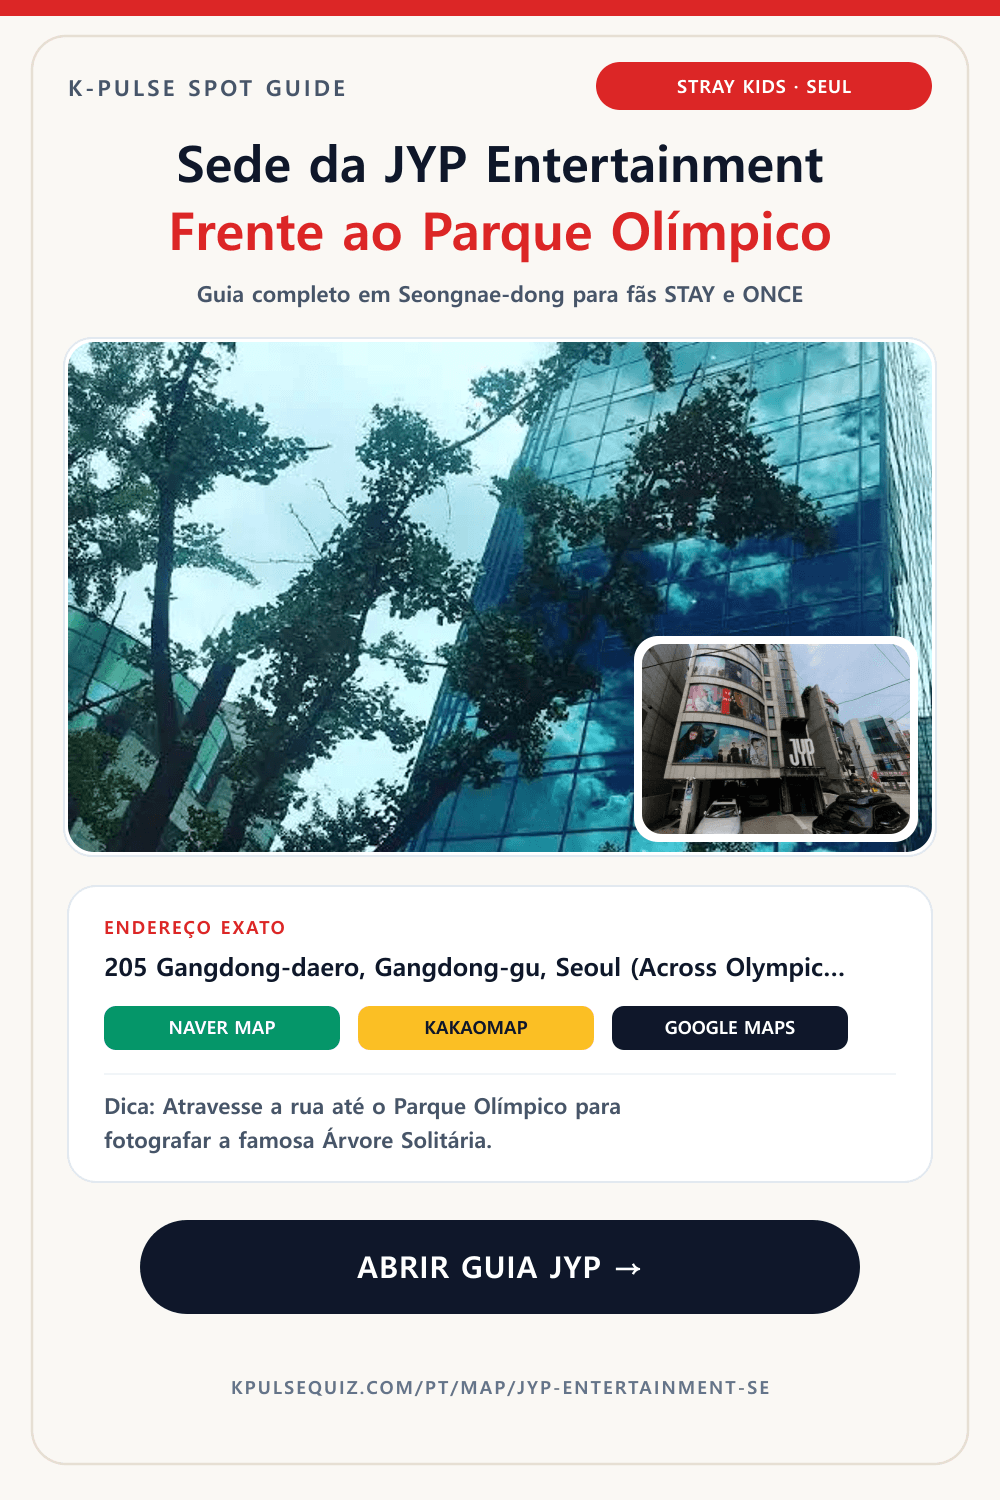 K-PULSE SPOT GUIDE
STRAY KIDS · SEUL
Sede da JYP Entertainment
Frente ao Parque Olímpico
Guia completo em Seongnae-dong para fãs STAY e ONCE
JYP
ENDEREÇO EXATO
205 Gangdong-daero, Gangdong-gu, Seoul (Across Olympic...
NAVER MAP
KAKAOMAP
GOOGLE MAPS
Dica: Atravesse a rua até o Parque Olímpico para
fotografar a famosa Árvore Solitária.
ABRIR GUIA JYP →
KPULSEQUIZ.COM/PT/MAP/JYP-ENTERTAINMENT-SE